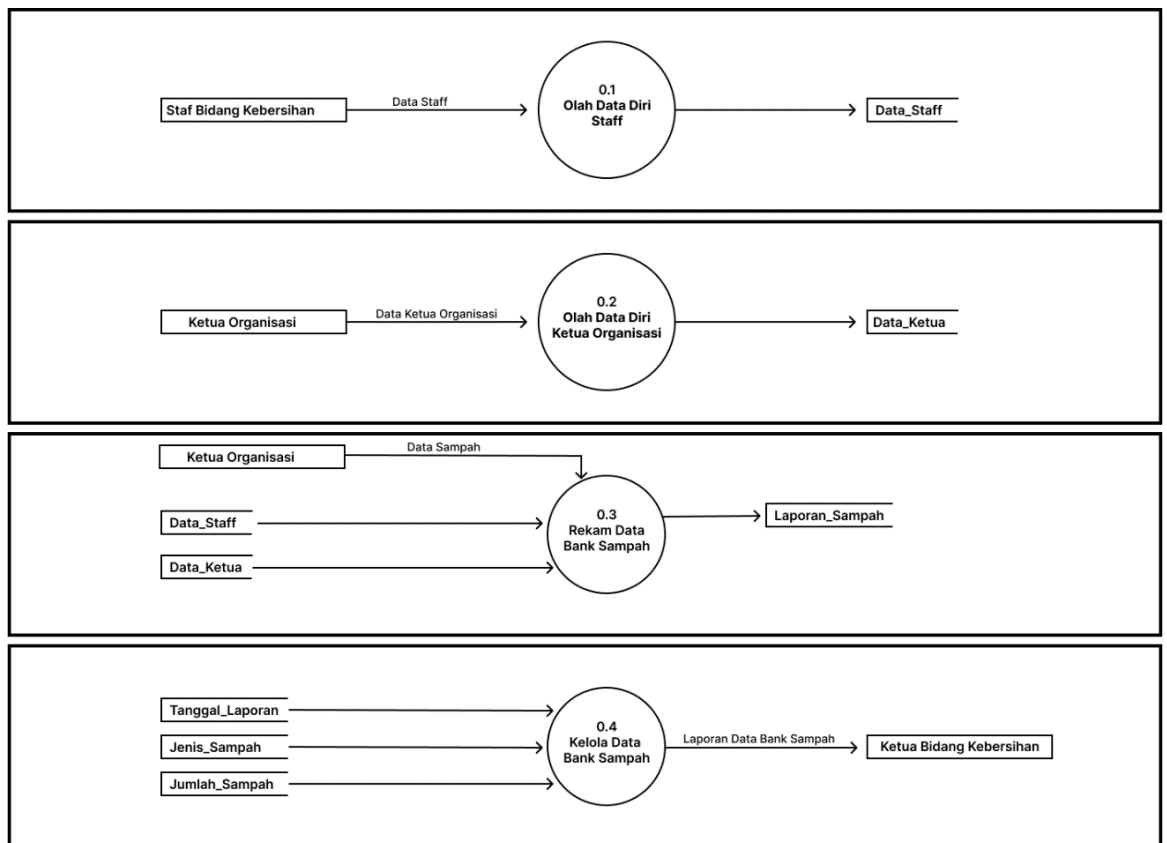 Staf Bidang Kebersihan
Data Staff
0.1
Olah Data Diri
Staff
Data_Staff
Ketua Organisasi
Data Ketua Organisasi
0.2
Olah Data Diri
Ketua Organisasi
Data_Ketua
Ketua Organisasi
Data Sampah
Data_Staff
Data_Ketua
0.3
Rekam Data
Bank Sampah
Laporan_Sampah
Tanggal_Laporan
Jenis_Sampah
Jumlah_Sampah
0.4
Kelola Data
Bank Sampah
Laporan Data Bank Sampah
Ketua Bidang Kebersihan